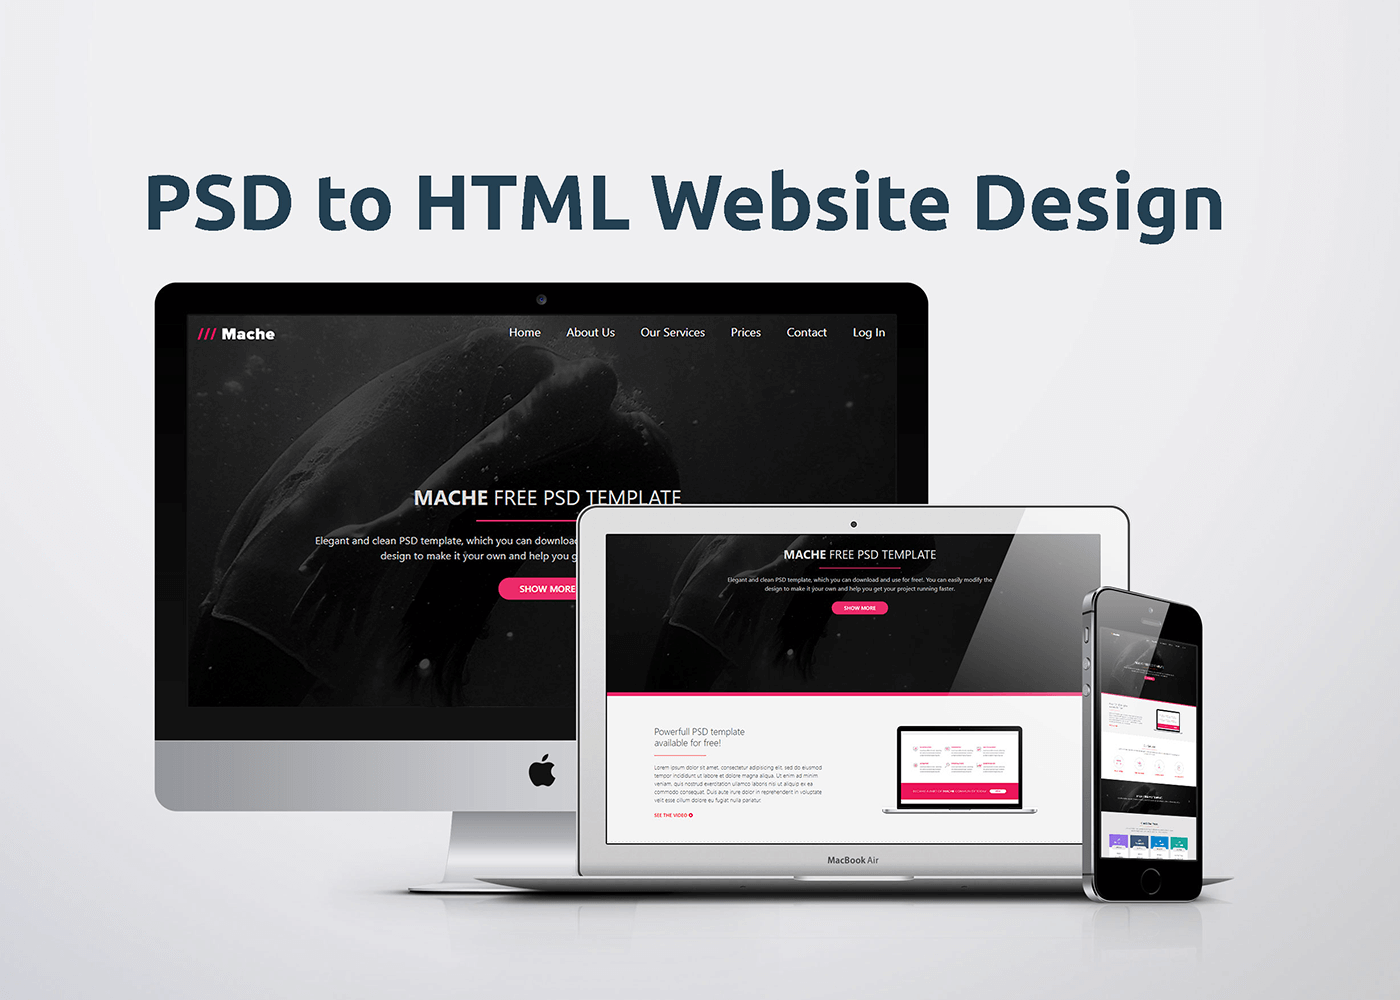 PSD to HTML Website Design
/// Mache
Home About Us Our Services Prices Contact Log In
MACHE FREE PSD TEMPLATE
Elegant and clean PSD template, which you can download
design to make it your own and help you g
SHOW MORE
MACHE FREE PSD TEMPLATE
Elegant and clean PSD template, which you can download and use for free!. You can easily modify the
design to make it your own and help you get your project running faster.
SHOW MORE
Powerfull PSD template
available for free!
Lorem ipsum dolor sit amet, consectetur adipisicing elit, sed do eiusmod
tempor incididunt ut labore et dolore magna aliqua. Ut enim ad minim
veniam, quis nostrud exercitation ullamco laboris nisi ut aliquip ex ea
commodo consequat. Duis aute irure dolor in reprehenderit in voluptate
velit esse cillum dolore eu fugiat nulla pariatur.
SEE THE VIDEO
MacBook Air